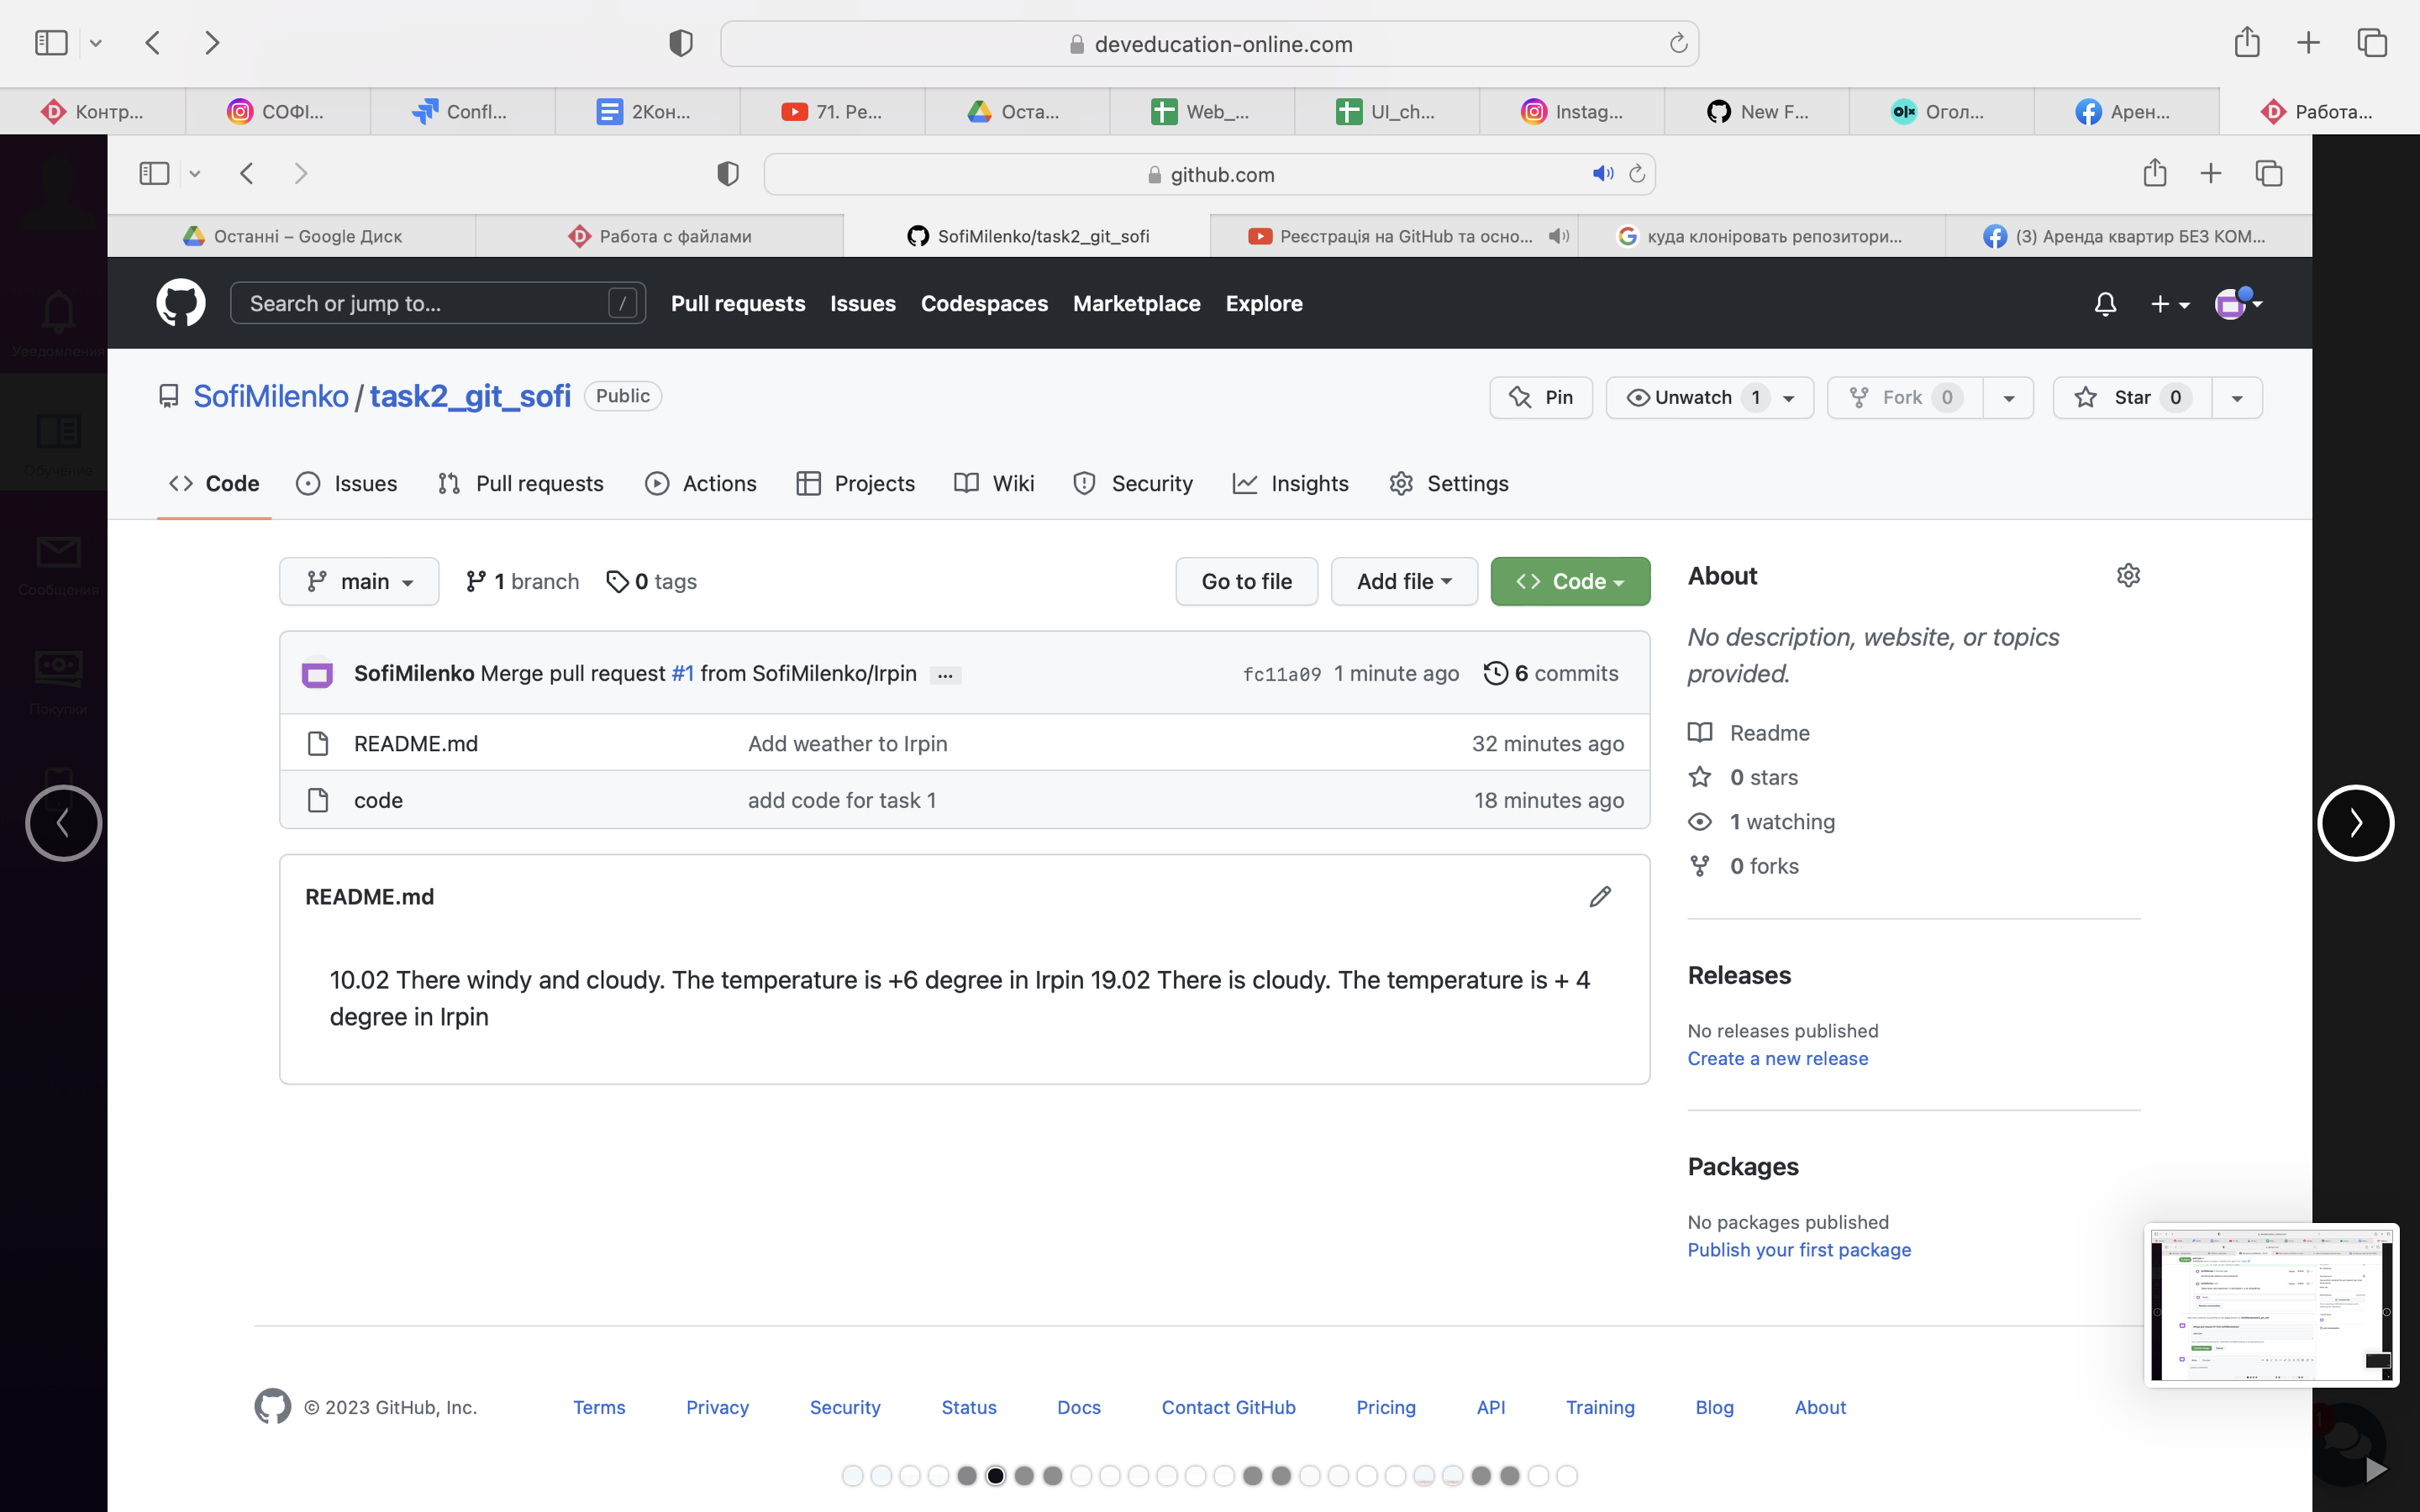 deveducation-online.com
Контр... СОФІ... Confl... 2Кон... 71. Ре... Оста... Web_... UI_ch... Instag... New F... Огол... Арен... Работа...
github.com
Останні – Google Диск Работа с файлами SofiMilenko/task2_git_sofi Реєстрація на GitHub та осно... куда клоніровать репозитори... (3) Аренда квартир БЕЗ КОМ...
Search or jump to... / Pull requests Issues Codespaces Marketplace Explore
Уведомления
SofiMilenko / task2_git_sofi Public Pin Unwatch 1 Fork 0 Star 0
Обучение
Code Issues Pull requests Actions Projects Wiki Security Insights Settings
Сообщения
main 1 branch 0 tags Go to file Add file Code
About
No description, website, or topics
provided.
SofiMilenko Merge pull request #1 from SofiMilenko/Irpin ... fc11a09 1 minute ago 6 commits
Покупки
README.md Add weather to Irpin 32 minutes ago
code add code for task 1 18 minutes ago
Readme
0 stars
1 watching
0 forks
README.md
10.02 There windy and cloudy. The temperature is +6 degree in Irpin 19.02 There is cloudy. The temperature is + 4
degree in Irpin
Releases
No releases published
Create a new release
Packages
No packages published
Publish your first package
© 2023 GitHub, Inc. Terms Privacy Security Status Docs Contact GitHub Pricing API Training Blog About
1